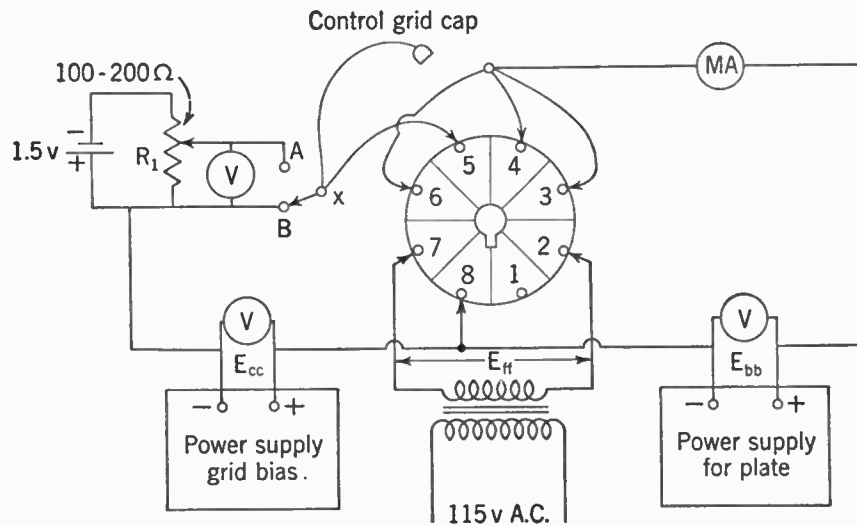 Control grid cap
MA
100-200Ω
1.5 v
-
+
R1
V
A
B
x
5
4
6
3
7
2
8
1
V
Ecc
Eff
V
Ebb
- +
Power supply
grid bias.
- +
Power supply
for plate
115 v A.C.